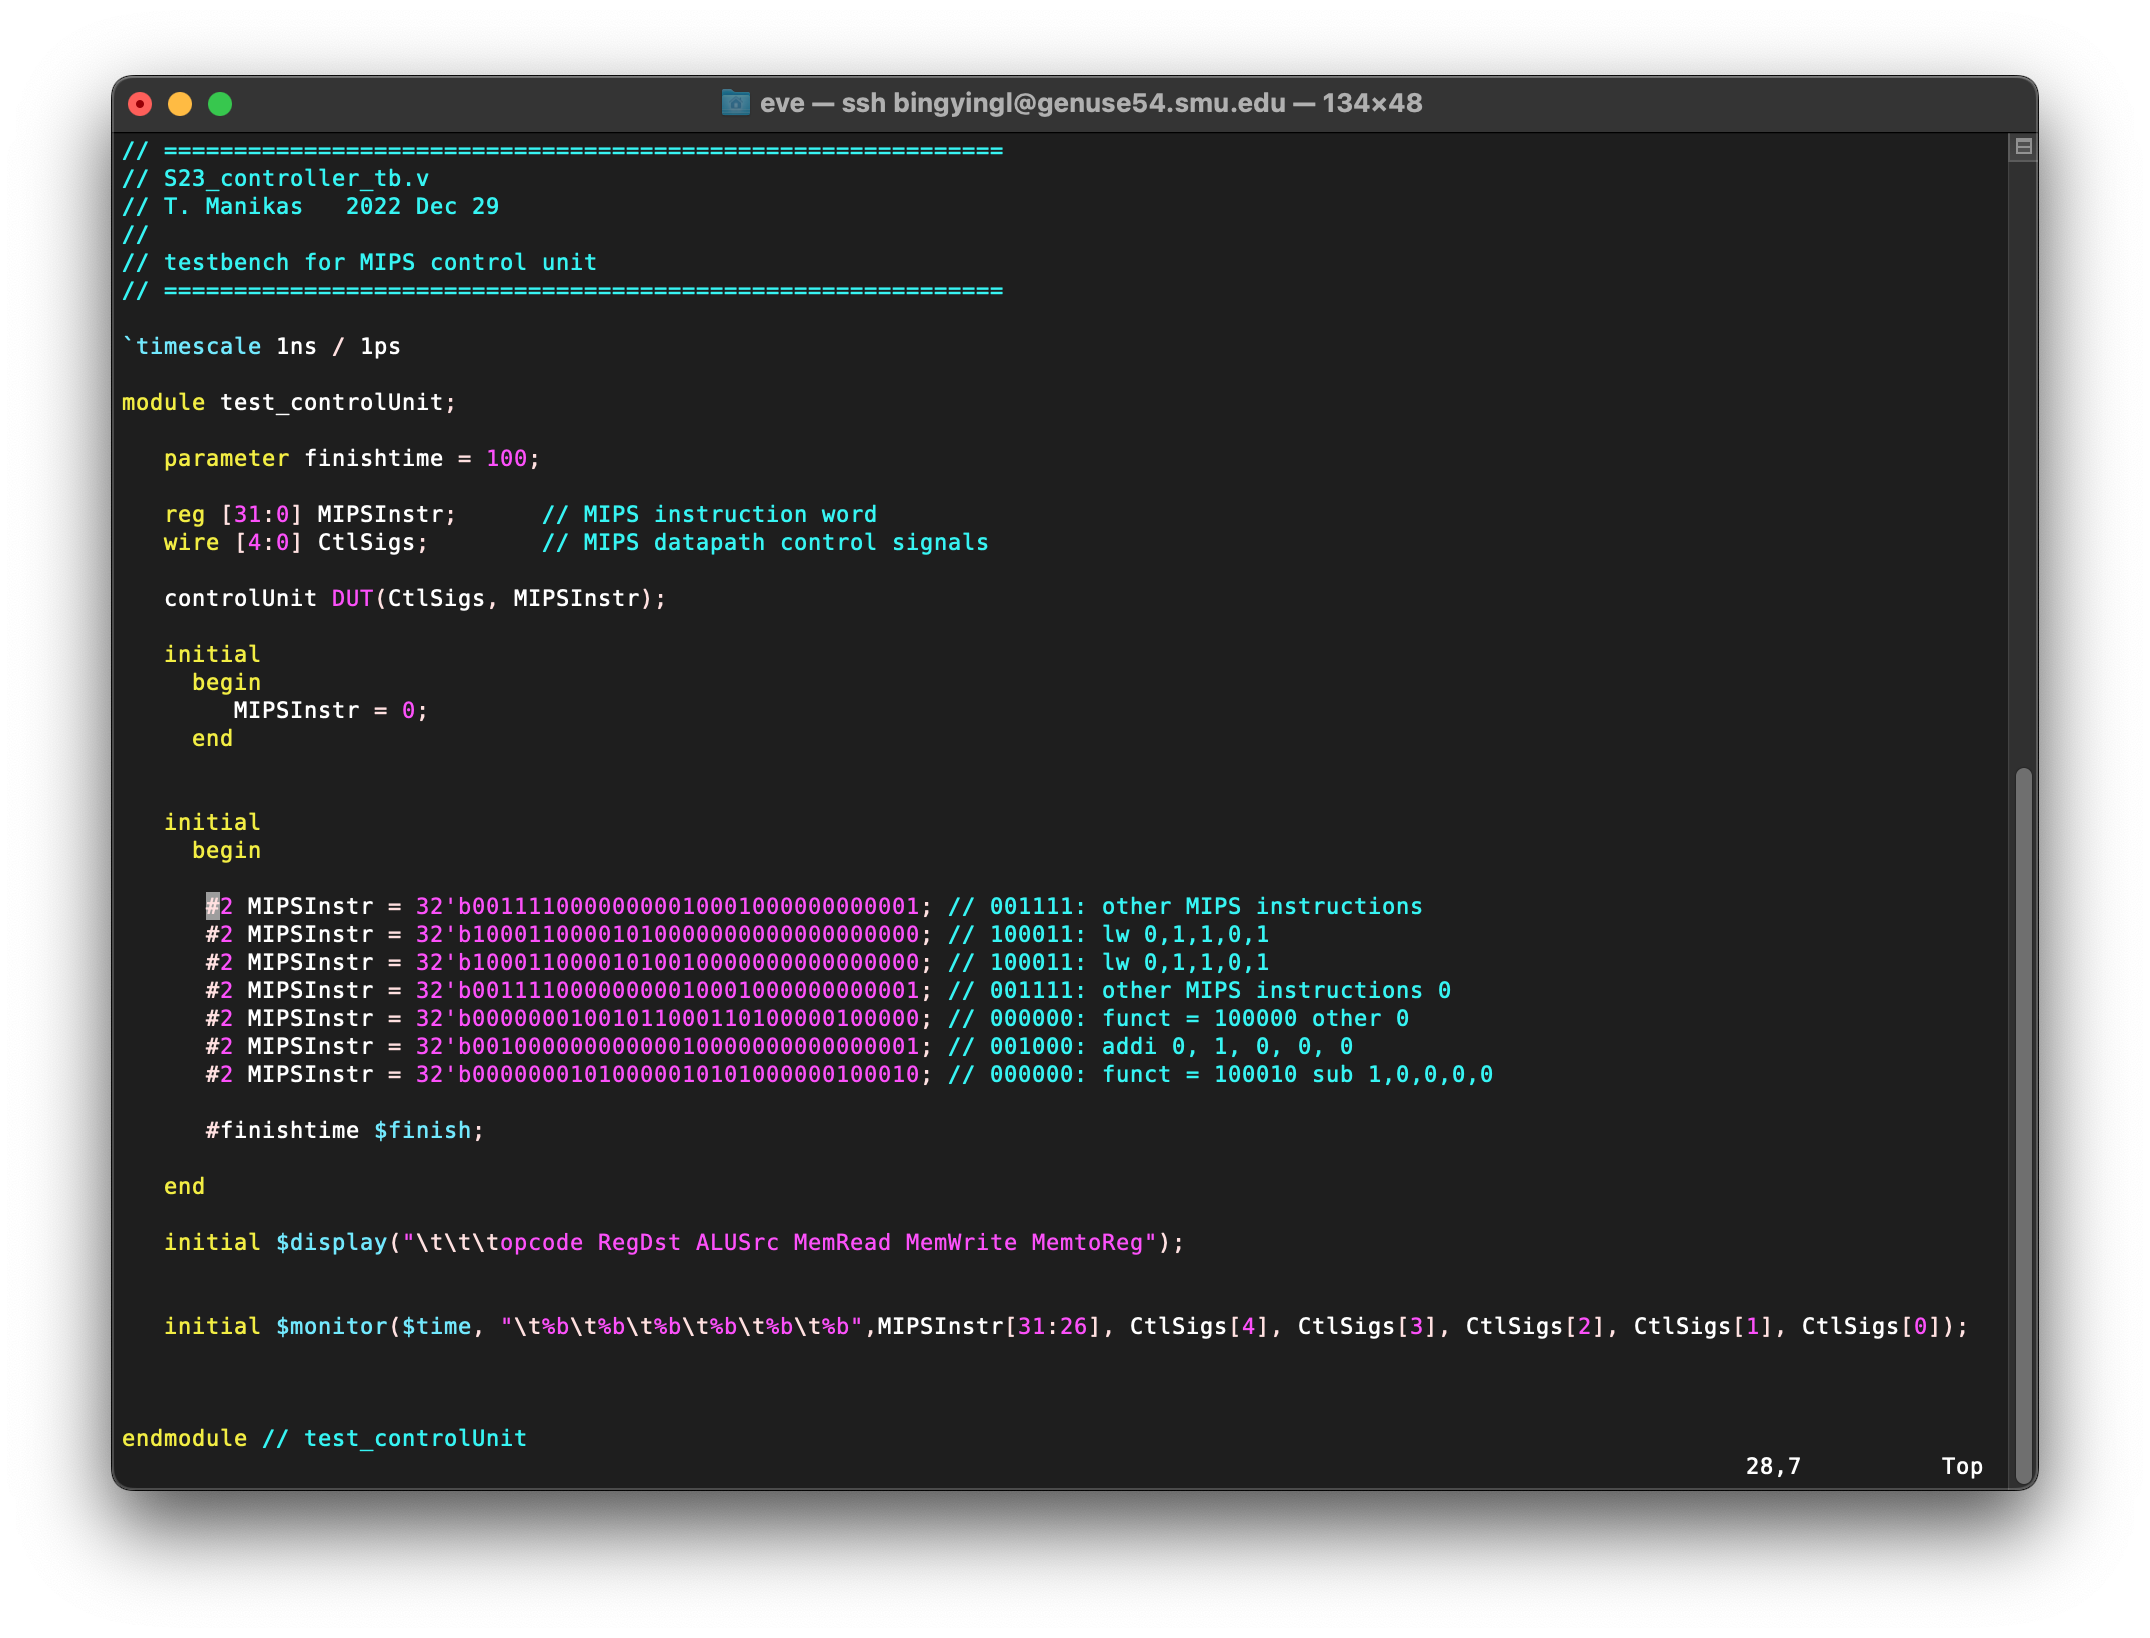 eve — ssh bingyingl@genuse54.smu.edu — 134×48
// ============================================================
// S23_controller_tb.v
// T. Manikas   2022 Dec 29
//
// testbench for MIPS control unit
// ============================================================
`timescale 1ns / 1ps
module test_controlUnit;
parameter finishtime = 100;
reg [31:0] MIPSInstr;      // MIPS instruction word
wire [4:0] CtlSigs;        // MIPS datapath control signals
controlUnit DUT(CtlSigs, MIPSInstr);
initial
begin
MIPSInstr = 0;
end
initial
begin
#2 MIPSInstr = 32'b00111100000000010001000000000001; // 001111: other MIPS instructions
#2 MIPSInstr = 32'b10001100001010000000000000000000; // 100011: lw 0,1,1,0,1
#2 MIPSInstr = 32'b10001100001010010000000000000000; // 100011: lw 0,1,1,0,1
#2 MIPSInstr = 32'b00111100000000010001000000000001; // 001111: other MIPS instructions 0
#2 MIPSInstr = 32'b00000001001011000110100000100000; // 000000: funct = 100000 other 0
#2 MIPSInstr = 32'b00100000000000010000000000000001; // 001000: addi 0, 1, 0, 0, 0
#2 MIPSInstr = 32'b00000001010000010101000000100010; // 000000: funct = 100010 sub 1,0,0,0,0
#finishtime $finish;
end
initial $display("\t\t\topcode RegDst ALUSrc MemRead MemWrite MemtoReg");
initial $monitor($time, "\t%b\t%b\t%b\t%b\t%b\t%b",MIPSInstr[31:26], CtlSigs[4], CtlSigs[3], CtlSigs[2], CtlSigs[1], CtlSigs[0]);
endmodule // test_controlUnit
28,7          Top